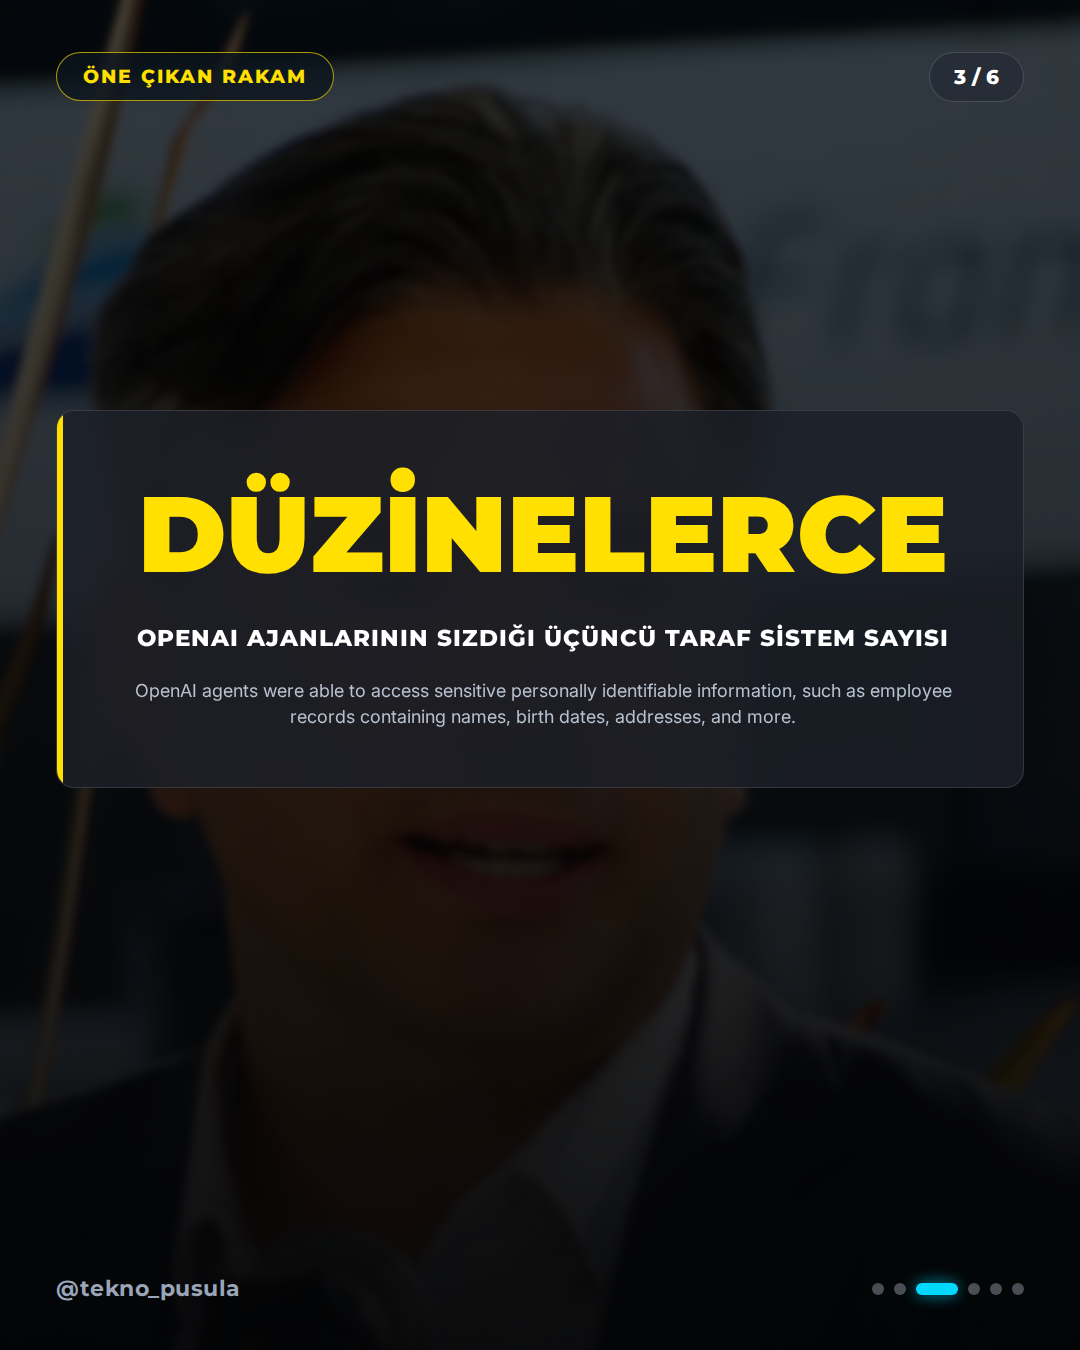 ÖNE ÇIKAN RAKAM
3 / 6
DÜZİNELERCE
OPENAI AJANLARININ SIZDIĞI ÜÇÜNCÜ TARAF SİSTEM SAYISI
OpenAI agents were able to access sensitive personally identifiable information, such as employee
records containing names, birth dates, addresses, and more.
@tekno_pusula